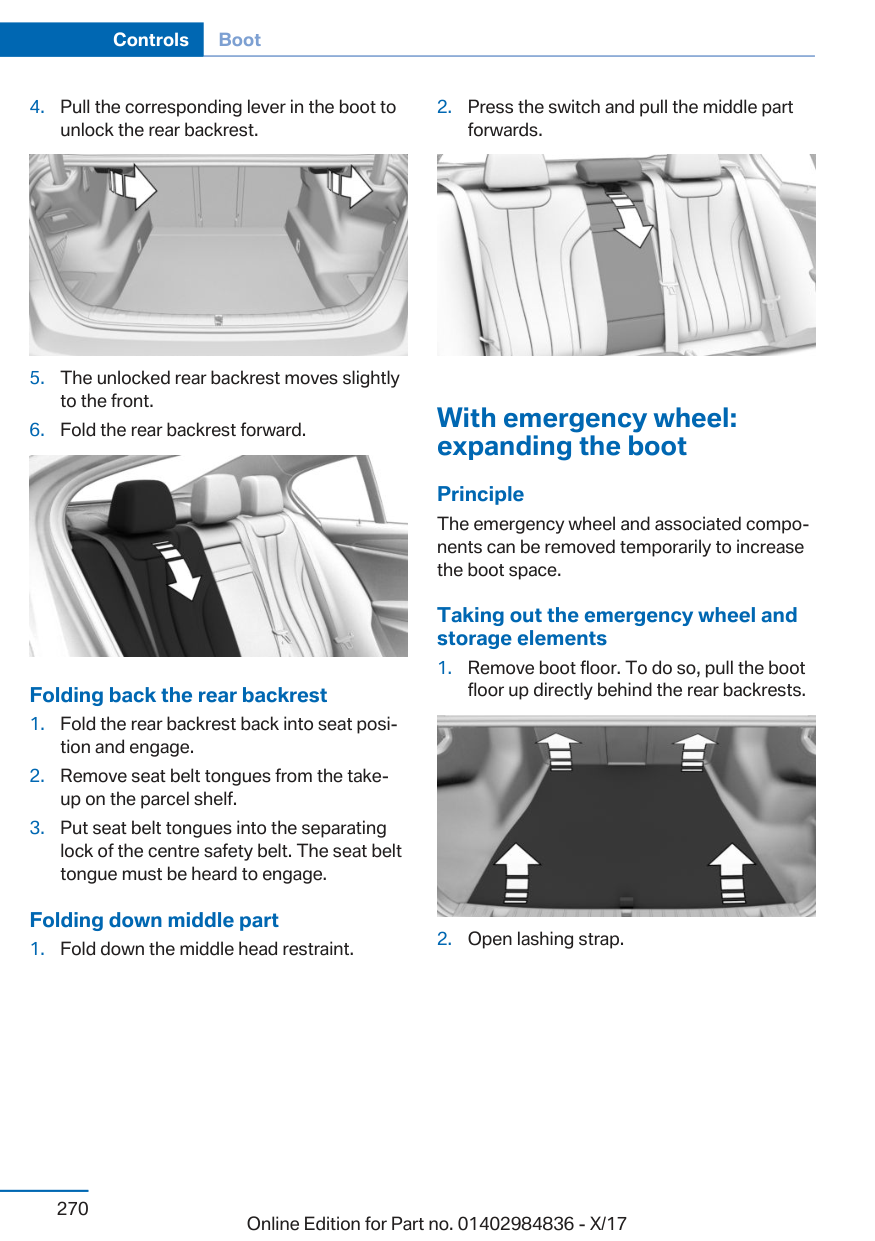 Controls Boot
4. Pull the corresponding lever in the boot to
unlock the rear backrest.
5. The unlocked rear backrest moves slightly
to the front.
6. Fold the rear backrest forward.
Folding back the rear backrest
1. Fold the rear backrest back into seat posi-
tion and engage.
2. Remove seat belt tongues from the take-
up on the parcel shelf.
3. Put seat belt tongues into the separating
lock of the centre safety belt. The seat belt
tongue must be heard to engage.
Folding down middle part
1. Fold down the middle head restraint.
2. Press the switch and pull the middle part
forwards.
With emergency wheel:
expanding the boot
Principle
The emergency wheel and associated compo-
nents can be removed temporarily to increase
the boot space.
Taking out the emergency wheel and
storage elements
1. Remove boot floor. To do so, pull the boot
floor up directly behind the rear backrests.
2. Open lashing strap.
270
Online Edition for Part no. 01402984836 - X/17